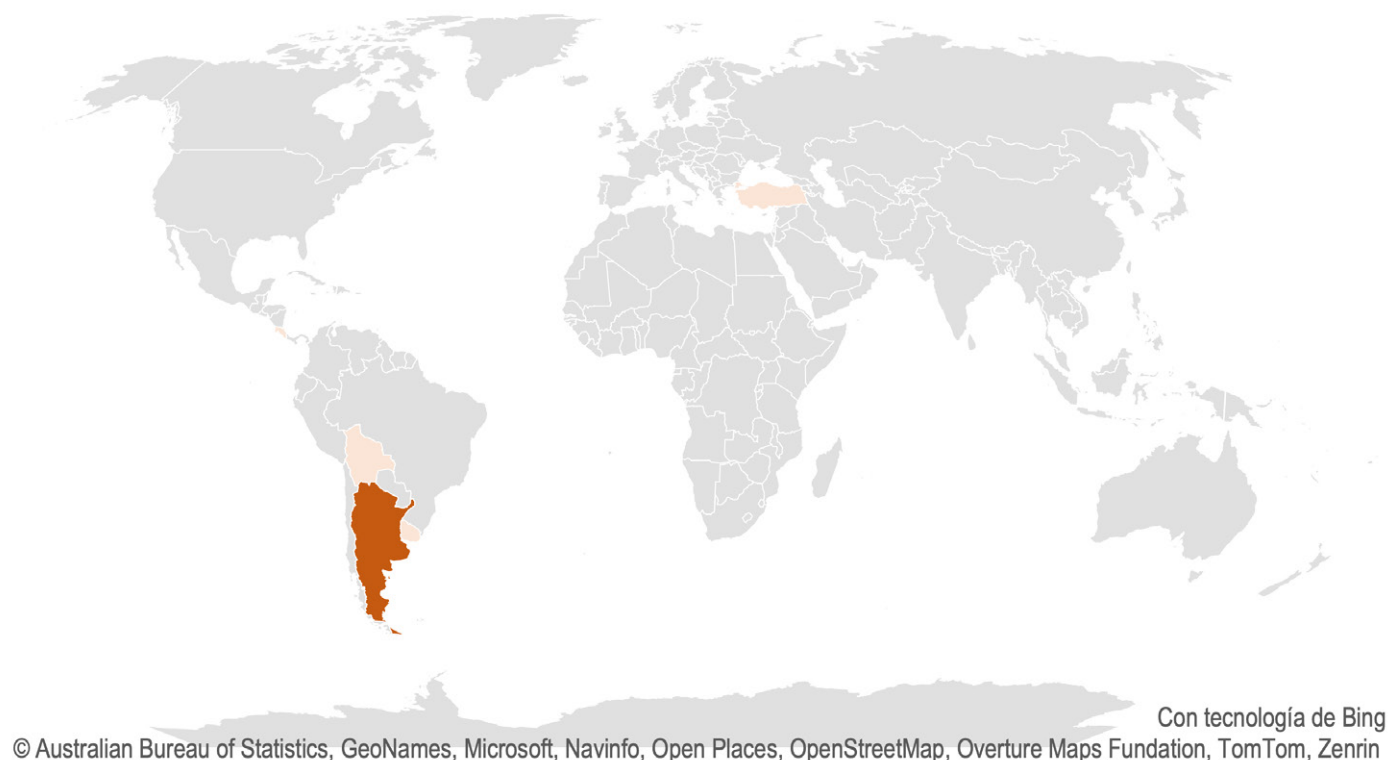 Con tecnología de Bing
© Australian Bureau of Statistics, GeoNames, Microsoft, Navinfo, Open Places, OpenStreetMap, Overture Maps Fundation, TomTom, Zenrin